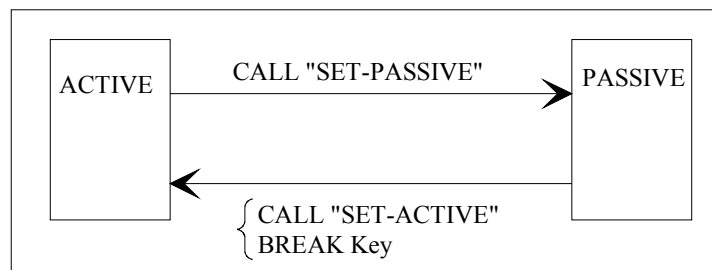 ACTIVE
CALL "SET-PASSIVE"
PASSIVE
CALL "SET-ACTIVE"
BREAK Key